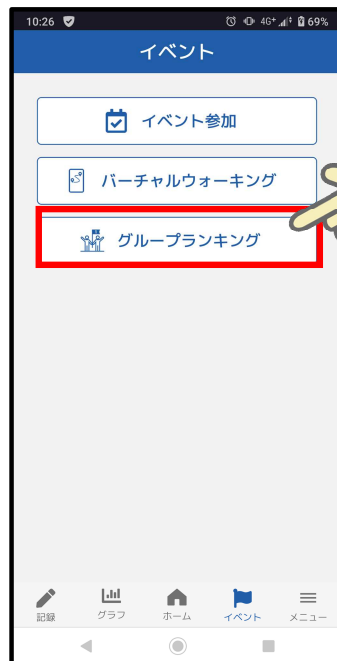 10:26 4G+ 69%
イベント
イベント参加
バーチャルウォーキング
グループランキング
記録 グラフ ホーム イベント メニュー